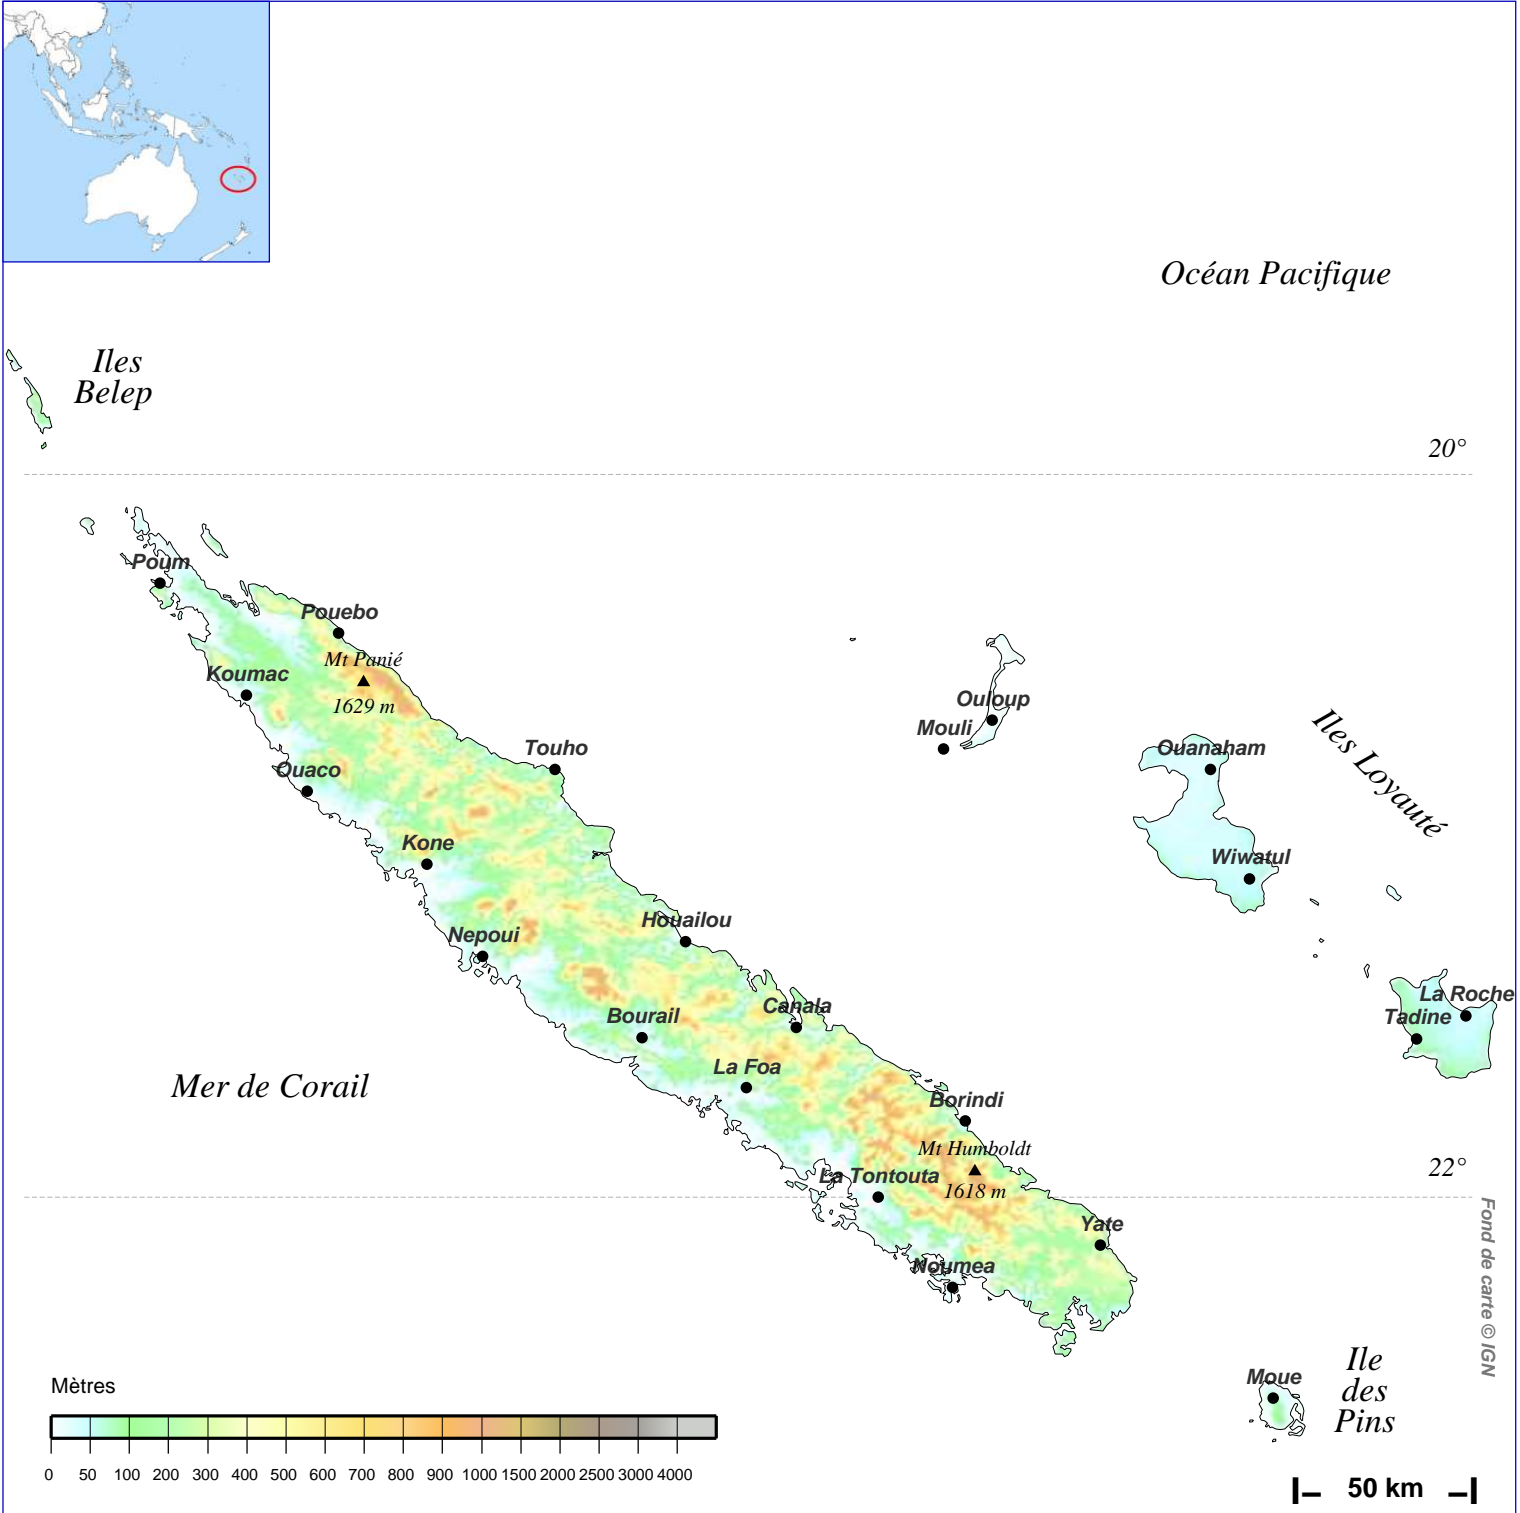 Océan Pacifique
Iles
Belep
20°
Poum
Pouebo
Mt Panié
1629 m
Koumac
Ouloup
Mouli
Iles Loyauté
Touho
Ouanaham
Ouaco
Kone
Wiwatul
Houailou
Nepoui
La Roche
Canala
Bourail
Tadine
La Foa
Mer de Corail
Borindi
Mt Humboldt
1618 m
22°
La Tontouta
Yate
Noumea
Fond de carte © IGN
Ile
des
Pins
Moue
Mètres
0 50 100 200 300 400 500 600 700 800 900 1000 1500 2000 2500 3000 4000
50 km